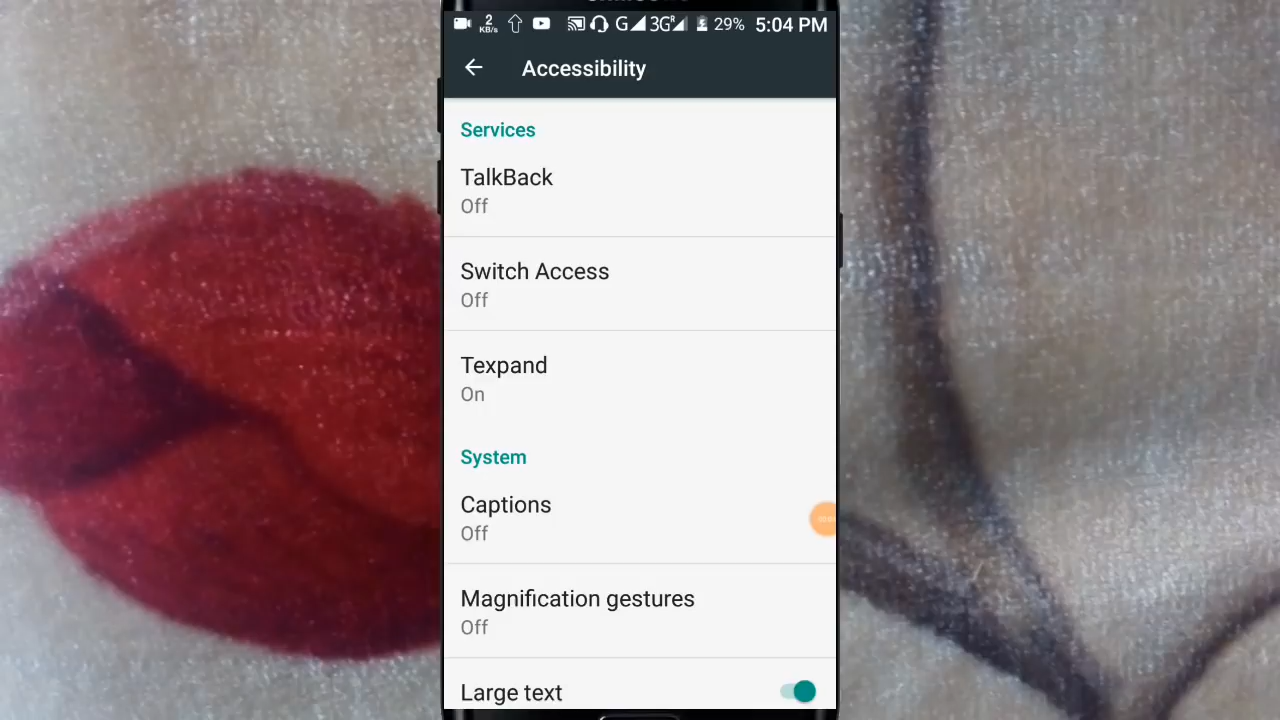 2 KB/s G 3G R 29% 5:04 PM
Accessibility
Services
TalkBack
Off
Switch Access
Off
Texpand
On
System
Captions
Off
Magnification gestures
Off
Large text